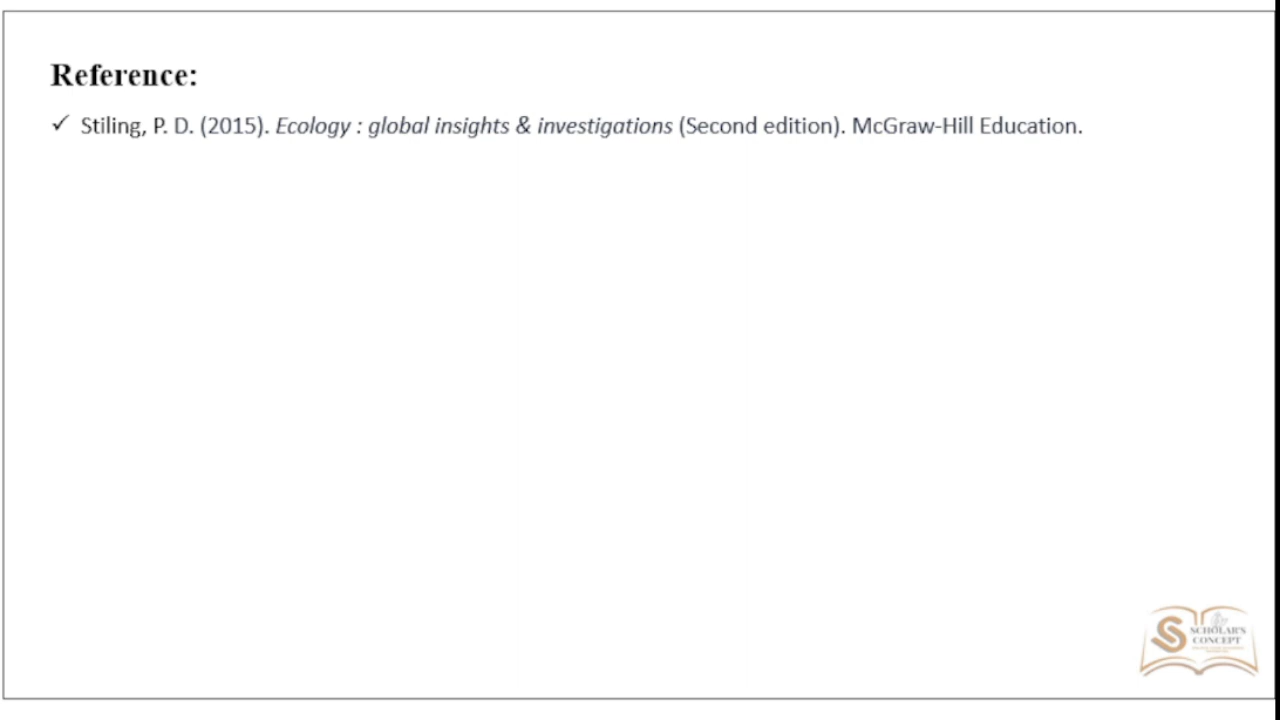 Reference:
✓ Stiling, P. D. (2015). Ecology : global insights & investigations (Second edition). McGraw-Hill Education.
SCHOLAR'S
CONCEPT